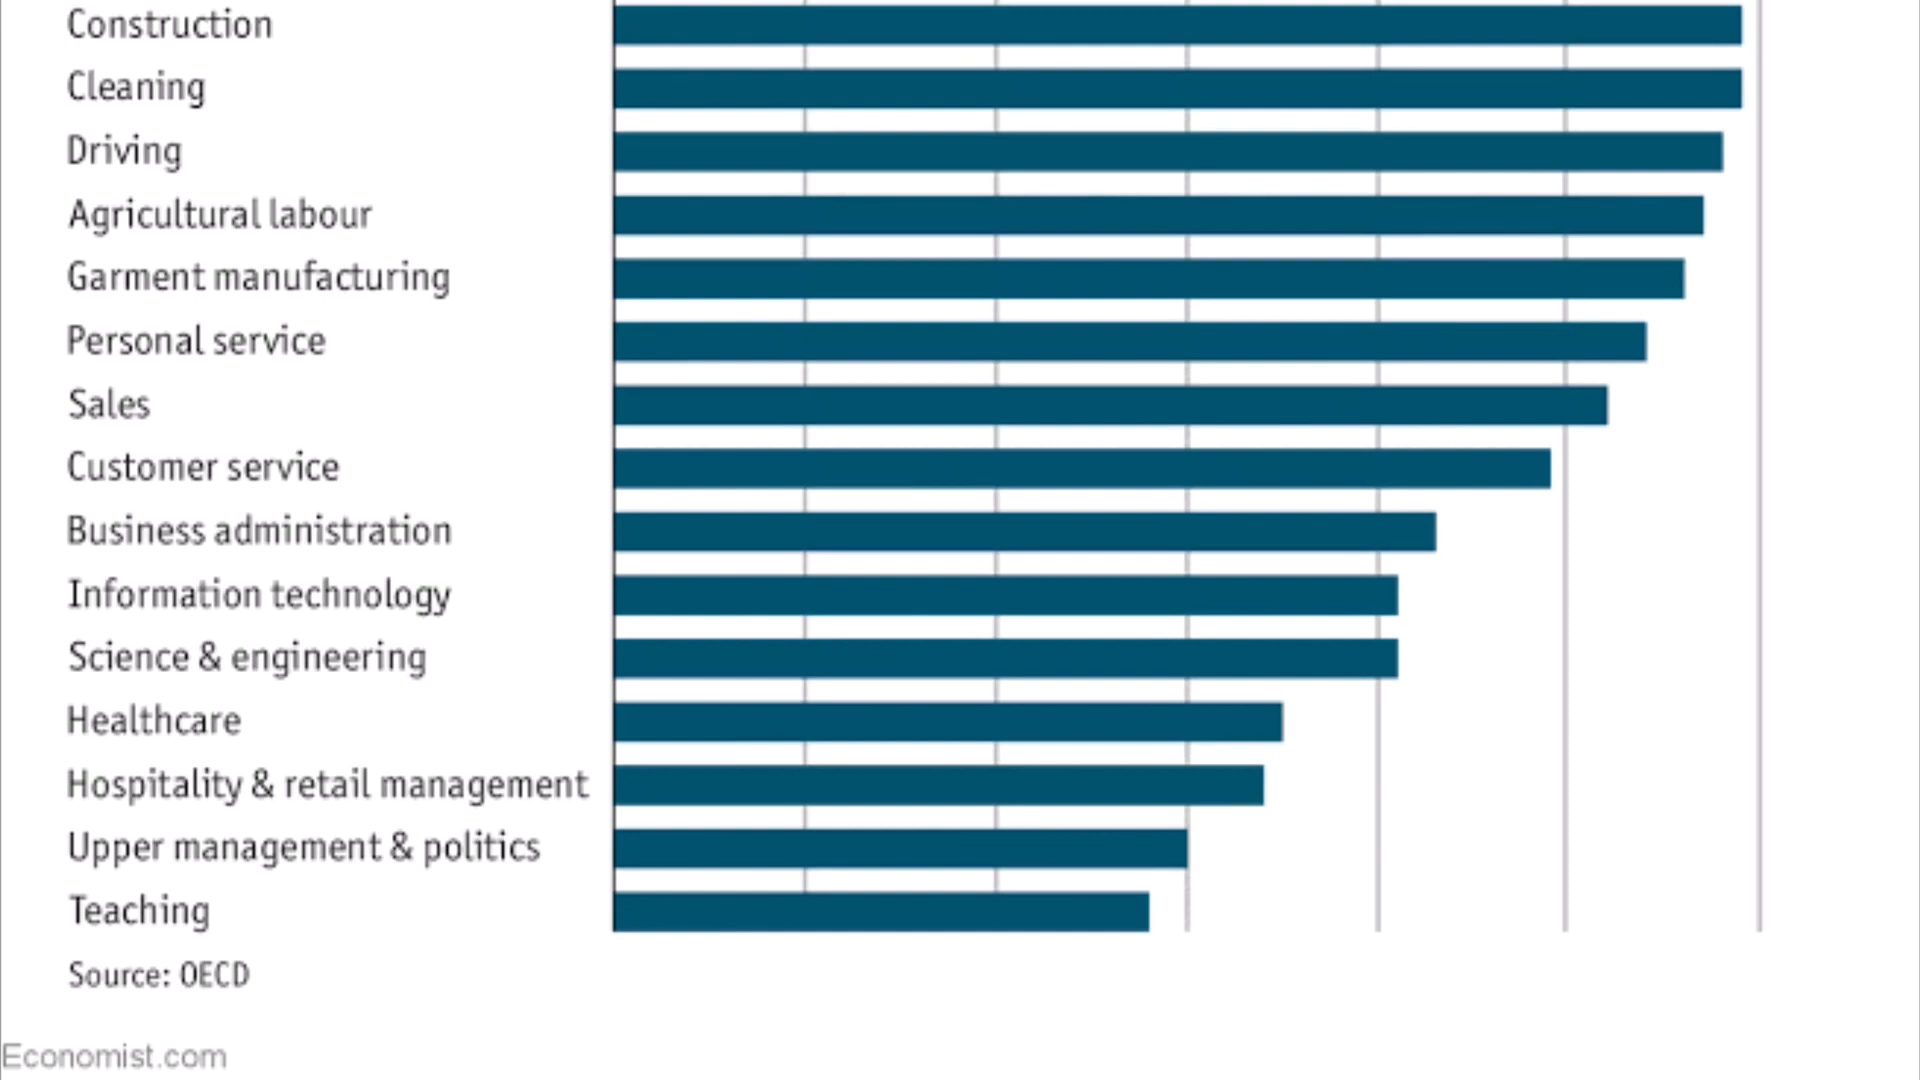 Construction
Cleaning
Driving
Agricultural labour
Garment manufacturing
Personal service
Sales
Customer service
Business administration
Information technology
Science & engineering
Healthcare
Hospitality & retail management
Upper management & politics
Teaching
Source: OECD
Economist.com